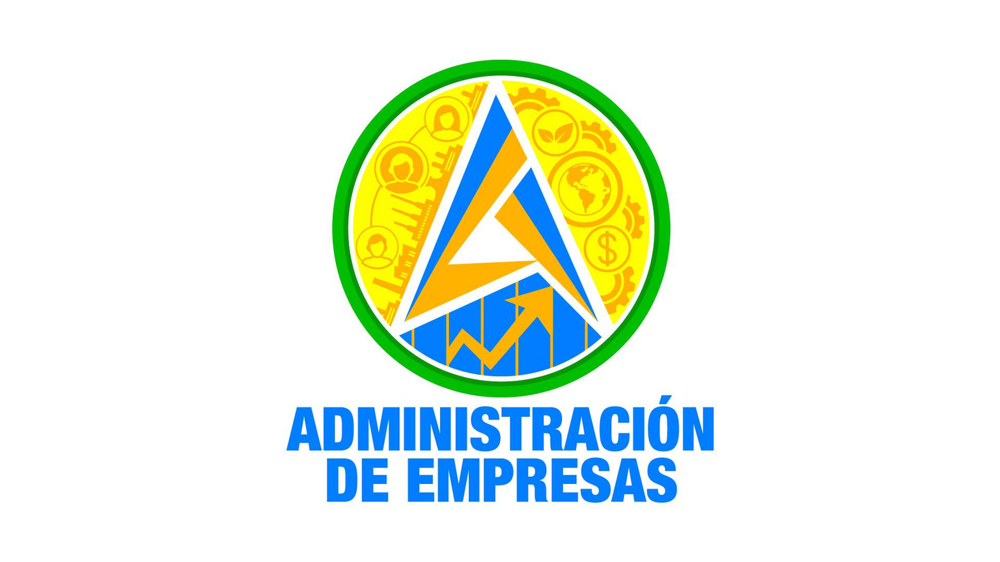 ADMINISTRACIÓN
DE EMPRESAS
$